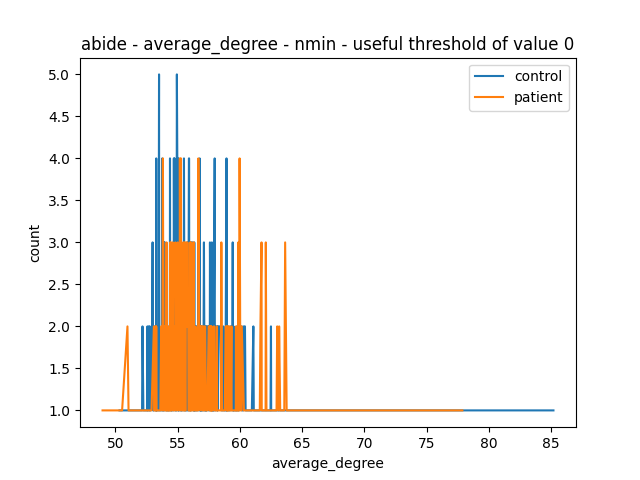 abide - average_degree - nmin - useful threshold of value 0
control
patient
5.0
4.5
4.0
3.5
3.0
2.5
2.0
1.5
1.0
count
50 55 60 65 70 75 80 85
average_degree